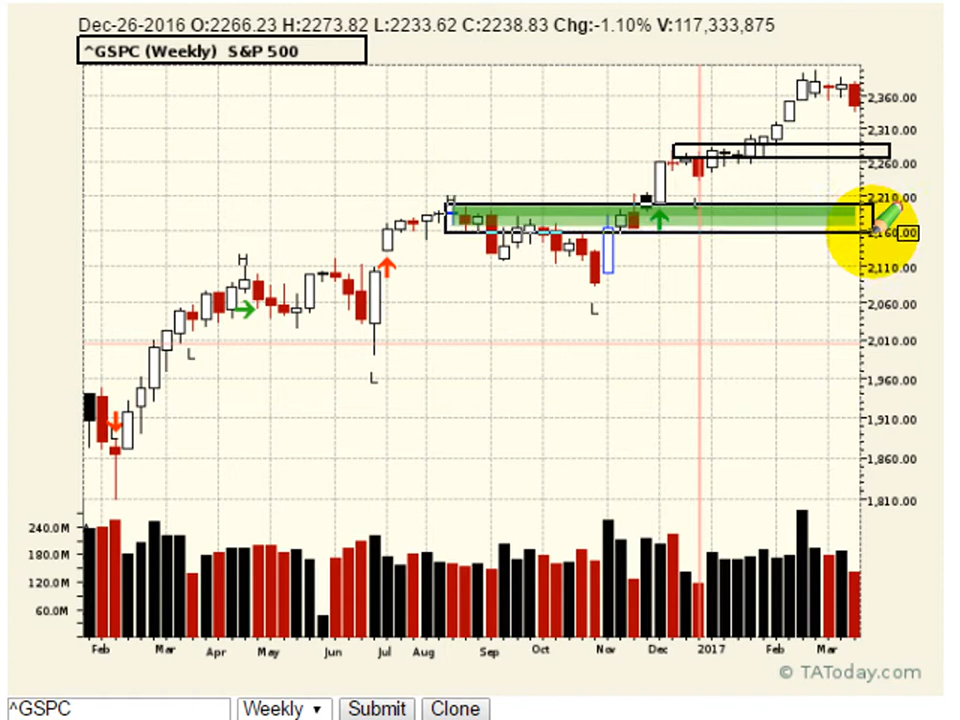 Dec-26-2016 O:2266.23 H:2273.82 L:2233.62 C:2238.83 Chg:-1.10% V:117,333,875
^GSPC (Weekly) S&P 500
2,360.00
2,310.00
2,260.00
2,210.00
2,160.00
2,110.00
2,060.00
2,010.00
1,960.00
1,910.00
1,860.00
1,810.00
H
H
L
L
L
240.0M
180.0M
120.0M
60.0M
Feb Mar Apr May Jun Jul Aug Sep Oct Nov Dec 2017 Feb Mar
© TAToday.com
^GSPC Weekly ▼ Submit Clone